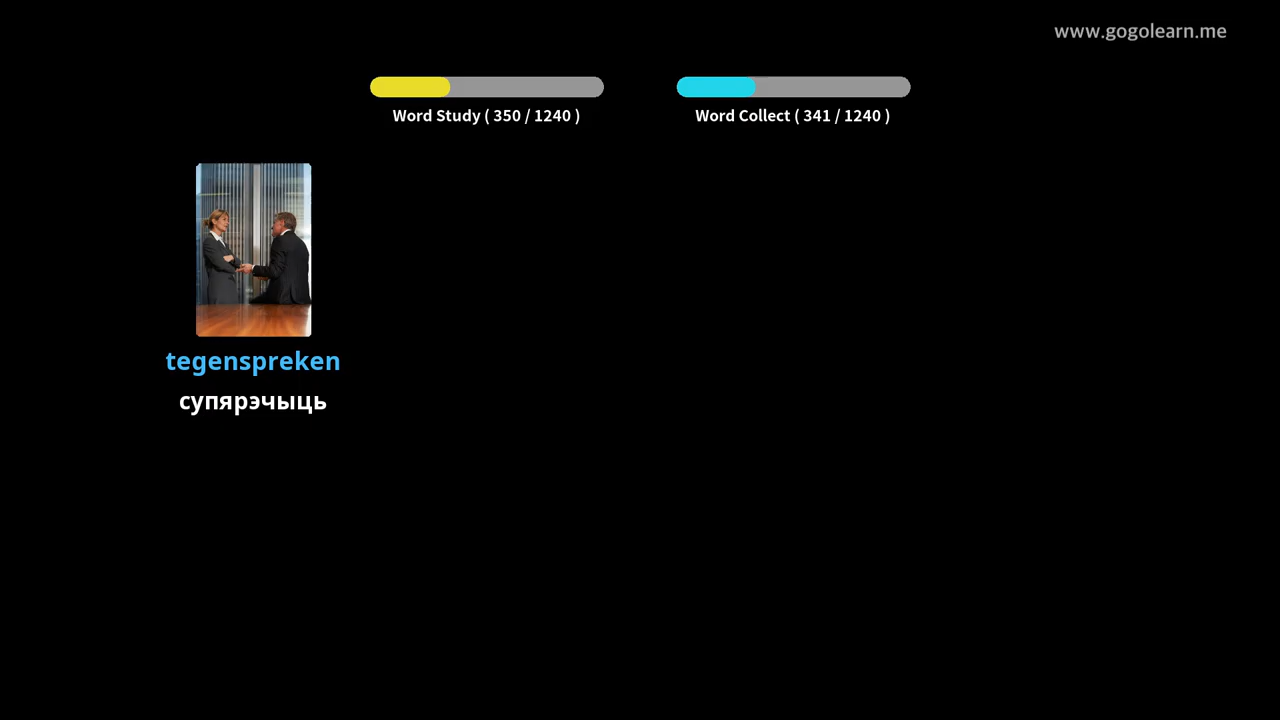 www.gogolearn.me
Word Study ( 350 / 1240 )
Word Collect ( 341 / 1240 )
tegenspreken
супярэчыць